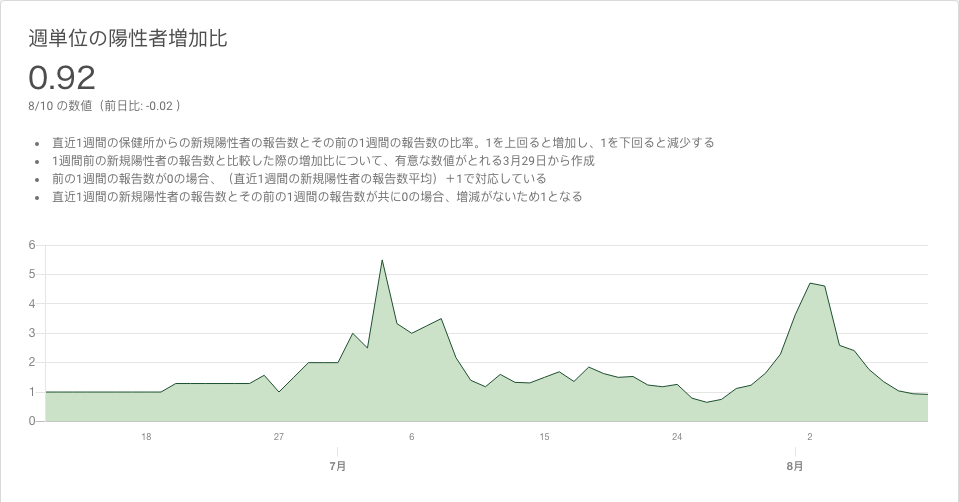 週単位の陽性者増加比
0.92
8/10 の数値（前日比: -0.02 ）
• 直近1週間の保健所からの新規陽性者の報告数とその前の1週間の報告数の比率。1を上回ると増加し、1を下回ると減少する
• 1週間前の新規陽性者の報告数と比較した際の増加比について、有意な数値がとれる3月29日から作成
• 前の1週間の報告数が0の場合、（直近1週間の新規陽性者の報告数平均）＋1で対応している
• 直近1週間の新規陽性者の報告数とその前の1週間の報告数が共に0の場合、増減がないため1となる
6
5
4
3
2
1
0
18 27 6 15 24 2
7月 8月